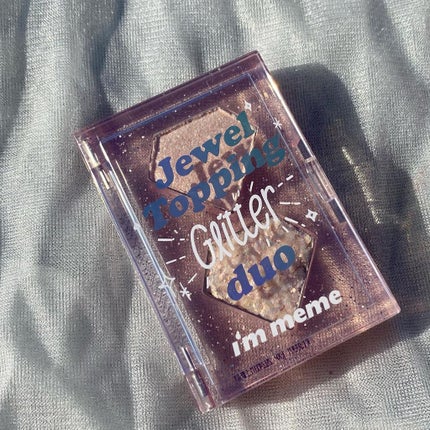 Jewel
Topping
Glitter
duo
i'm meme